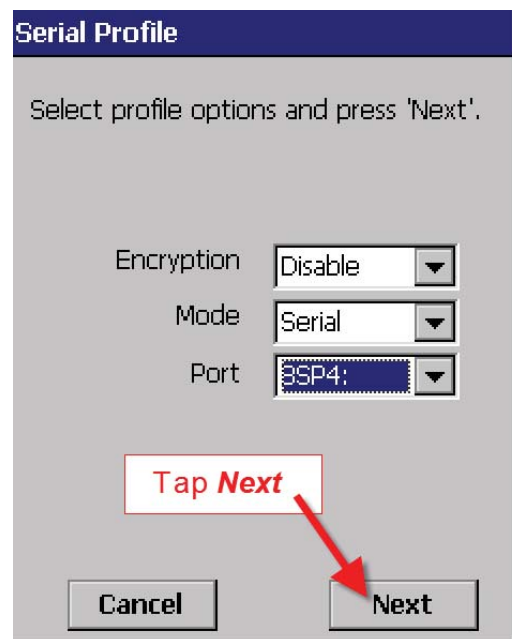 Serial Profile
Select profile options and press 'Next'.
Encryption Disable
Mode Serial
Port BSP4:
Tap Next
Cancel Next